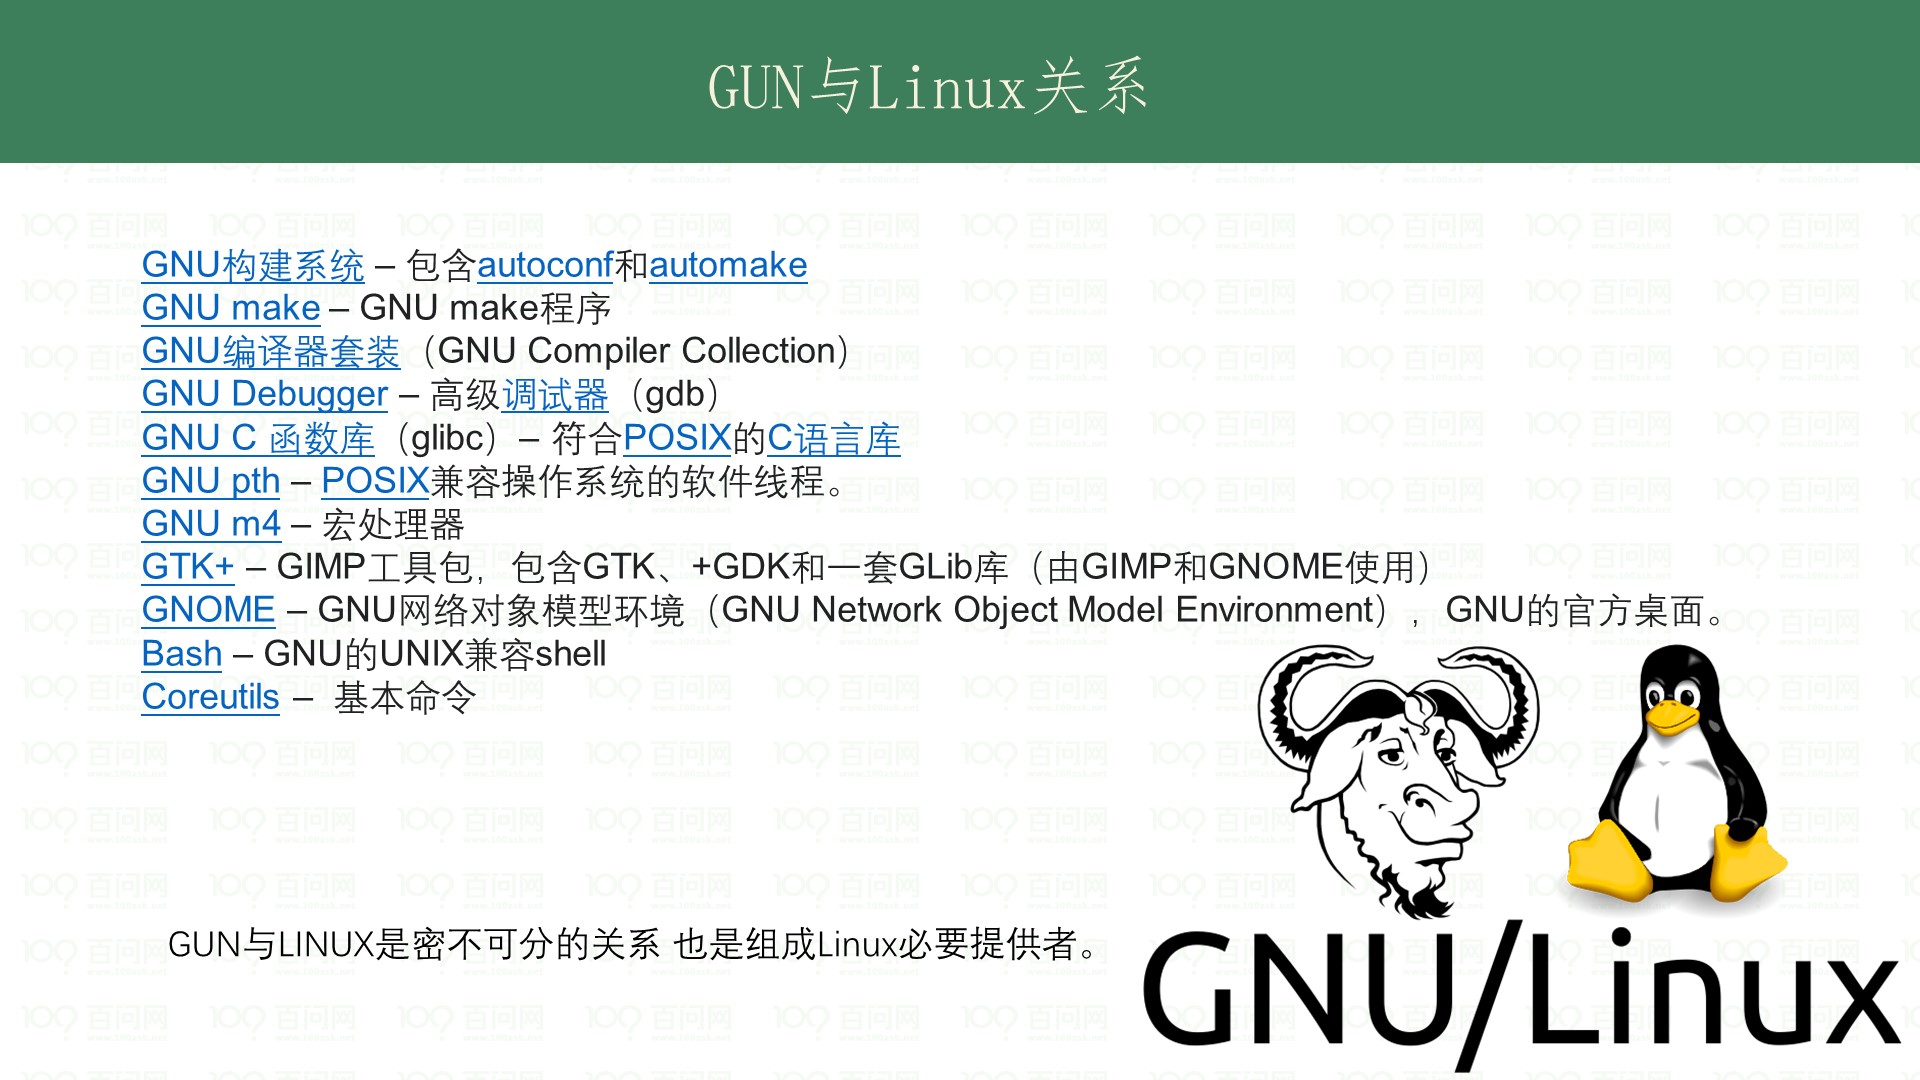 GUN与Linux关系
GNU构建系统 – 包含autoconf和automake
GNU make – GNU make程序
GNU编译器套装（GNU Compiler Collection）
GNU Debugger – 高级调试器（gdb）
GNU C 函数库（glibc）– 符合POSIX的C语言库
GNU pth – POSIX兼容操作系统的软件线程。
GNU m4 – 宏处理器
GTK+ – GIMP工具包，包含GTK、+GDK和一套GLib库（由GIMP和GNOME使用）
GNOME – GNU网络对象模型环境（GNU Network Object Model Environment），GNU的官方桌面。
Bash – GNU的UNIX兼容shell
Coreutils – 基本命令
GUN与LINUX是密不可分的关系 也是组成Linux必要提供者。
GNU/Linux